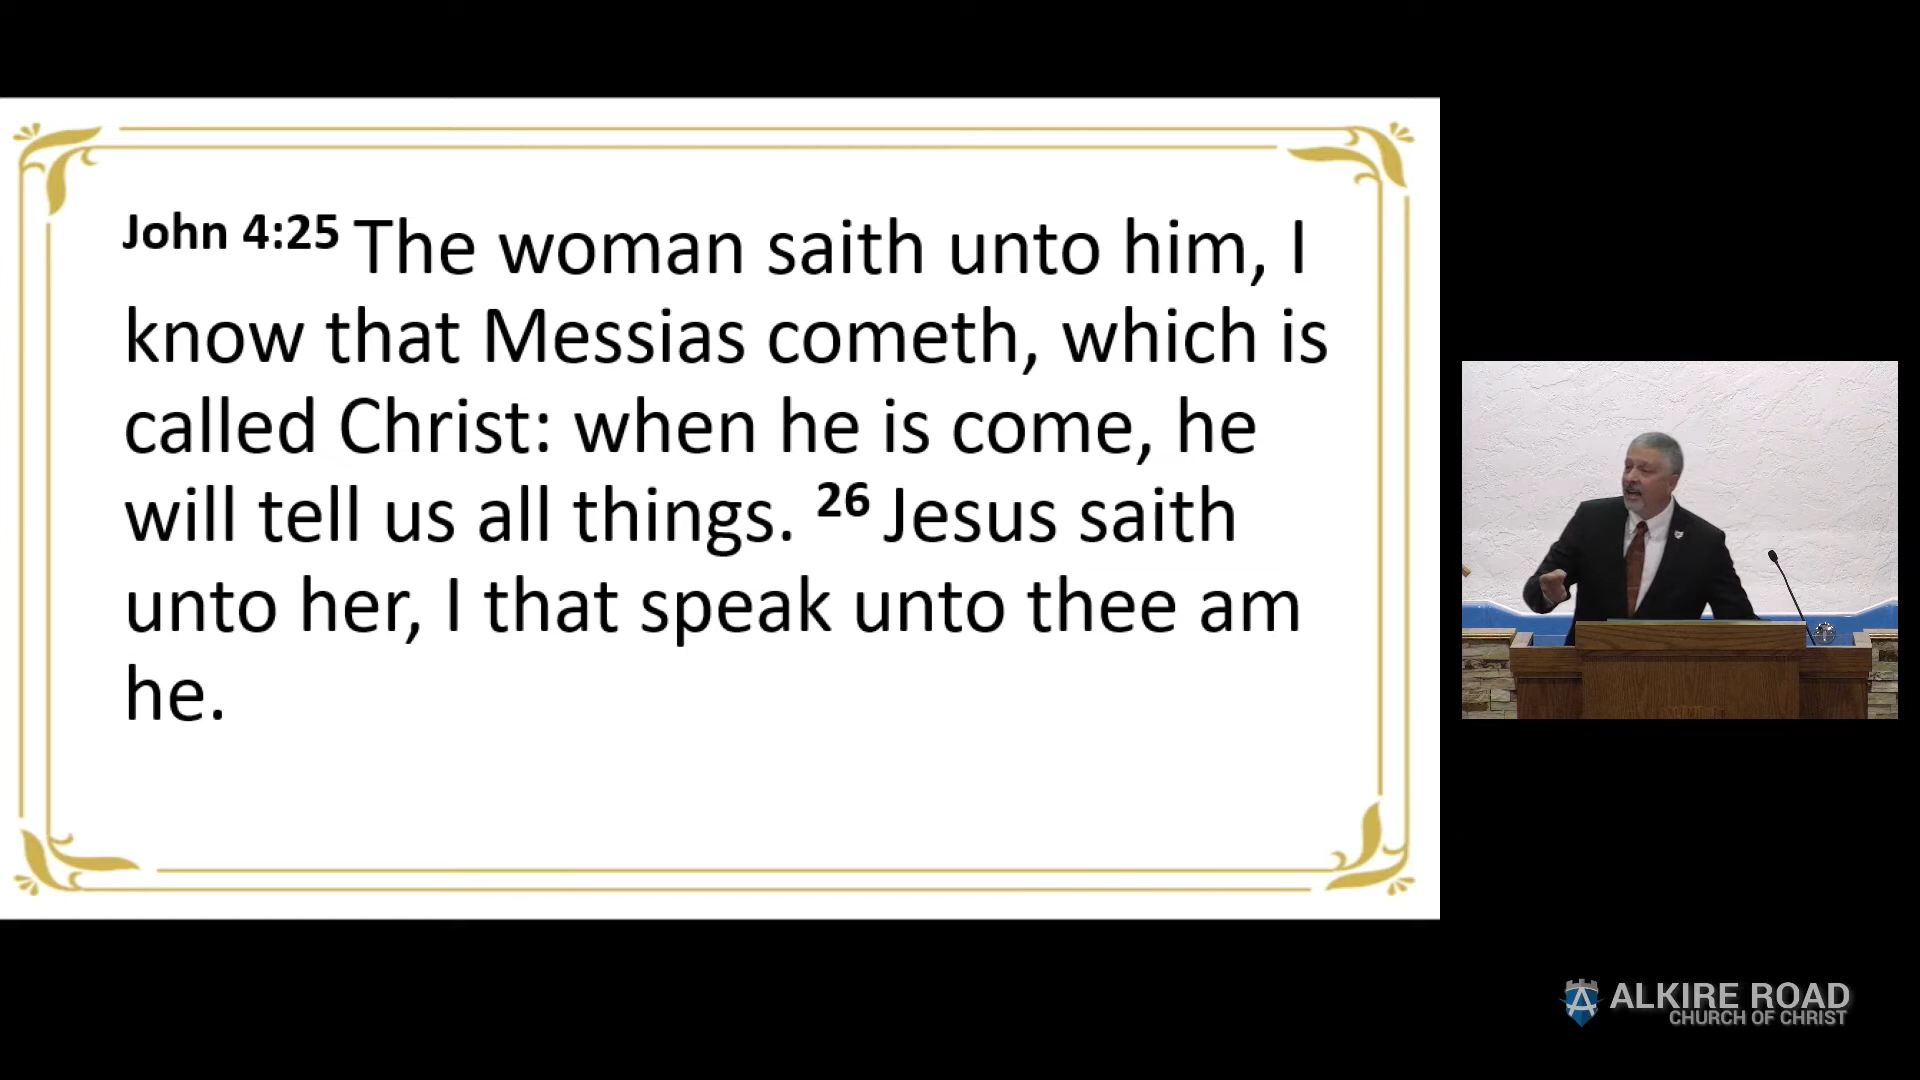 John 4:25 The woman saith unto him, I
know that Messias cometh, which is
called Christ: when he is come, he
will tell us all things. 26 Jesus saith
unto her, I that speak unto thee am
he.
ALKIRE ROAD
CHURCH OF CHRIST